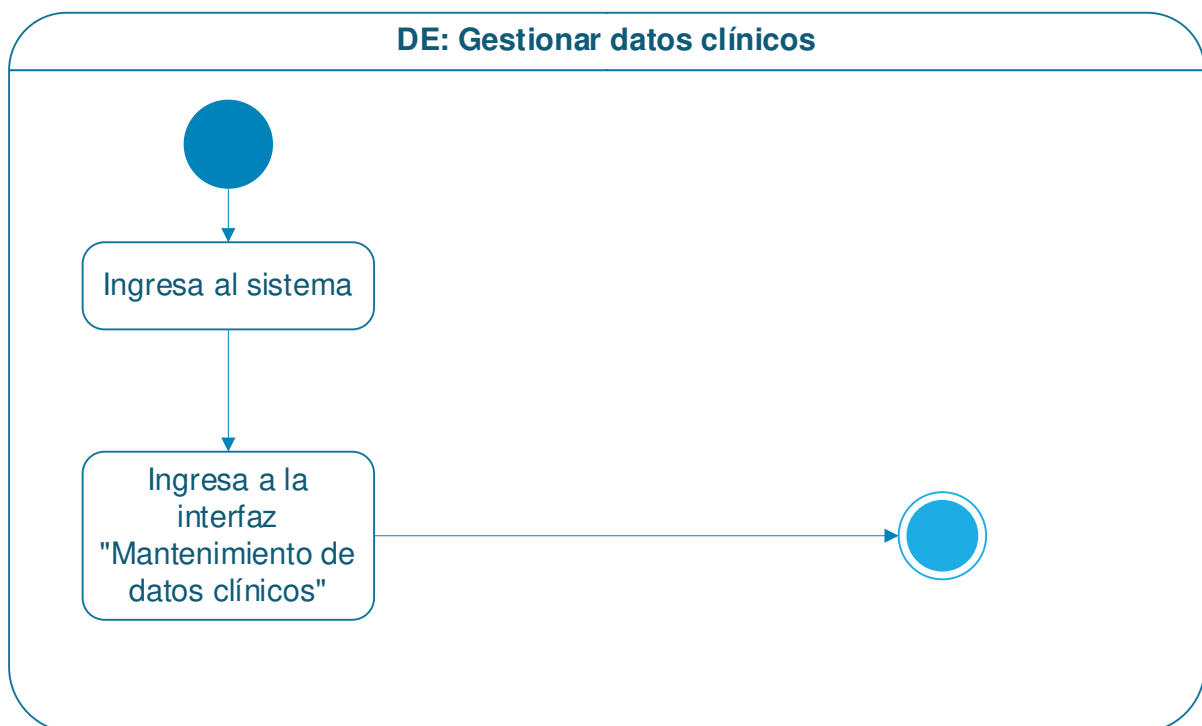 DE: Gestionar datos clínicos
Ingresa al sistema
Ingresa a la
interfaz
"Mantenimiento de
datos clínicos"